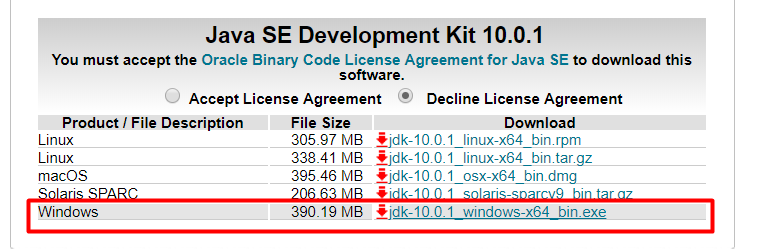 Java SE Development Kit 10.0.1
You must accept the Oracle Binary Code License Agreement for Java SE to download this
software.
Accept License Agreement Decline License Agreement
Product / File Description File Size Download
Linux 305.97 MB jdk-10.0.1_linux-x64_bin.rpm
Linux 338.41 MB jdk-10.0.1_linux-x64_bin.tar.gz
macOS 395.46 MB jdk-10.0.1_osx-x64_bin.dmg
Solaris SPARC 206.63 MB jdk-10.0.1_solaris-sparcv9_bin.tar.gz
Windows 390.19 MB jdk-10.0.1_windows-x64_bin.exe